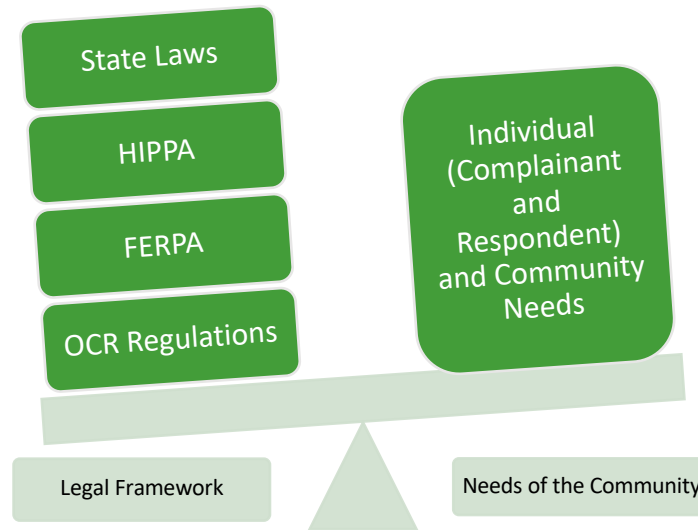 State Laws
HIPPA
FERPA
OCR Regulations
Individual
(Complainant
and
Respondent)
and Community
Needs
Legal Framework
Needs of the Community